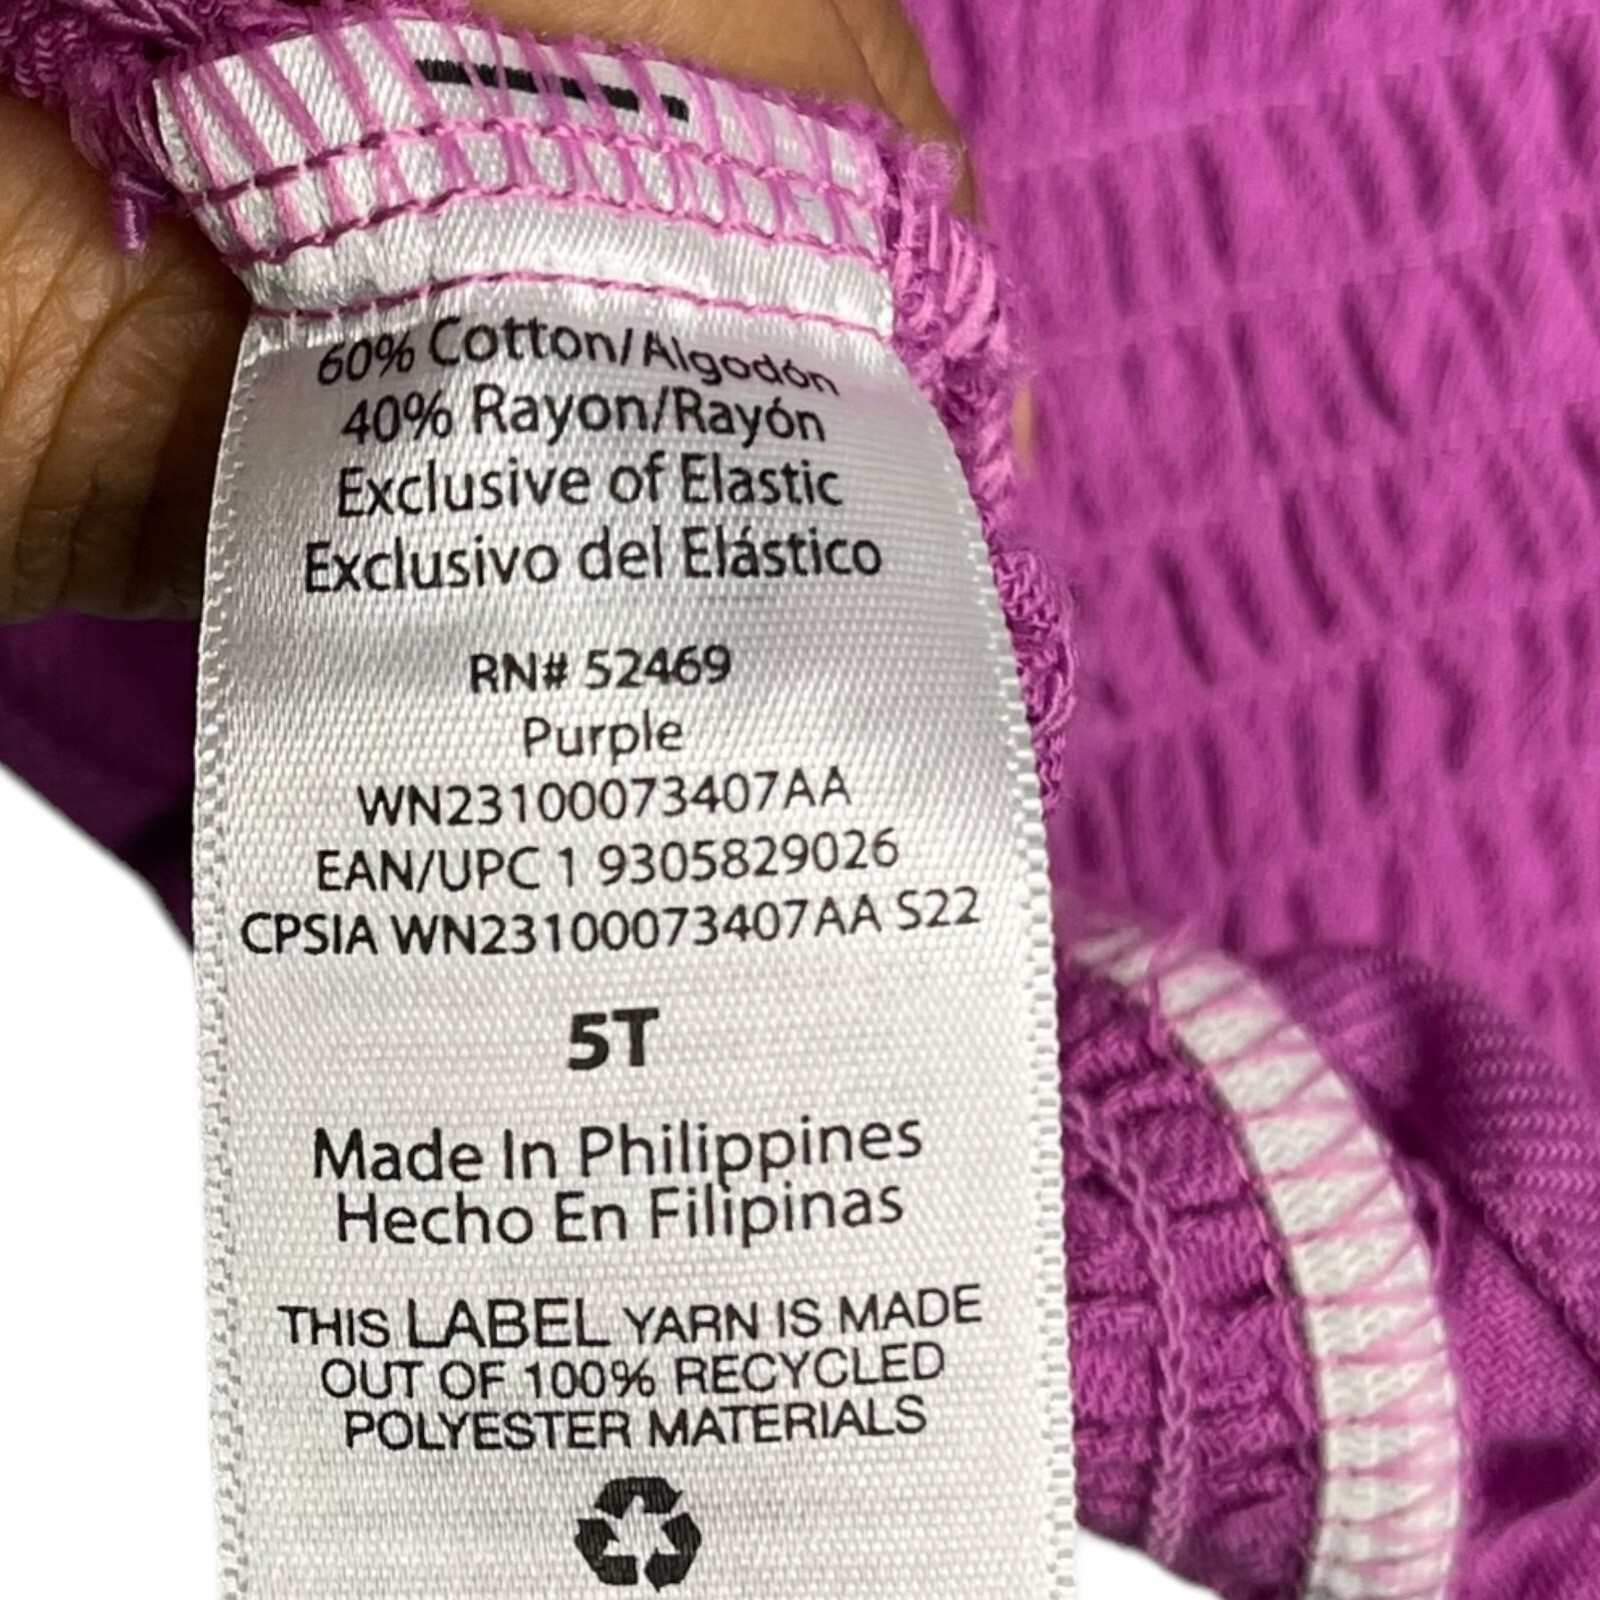 60% Cotton/Algodón
40% Rayon/Rayón
Exclusive of Elastic
Exclusivo del Elástico
RN# 52469
Purple
WN23100073407AA
EAN/UPC 1 9305829026
CPSIA WN23100073407AA S22
5T
Made In Philippines
Hecho En Filipinas
THIS LABEL YARN IS MADE
OUT OF 100% RECYCLED
POLYESTER MATERIALS